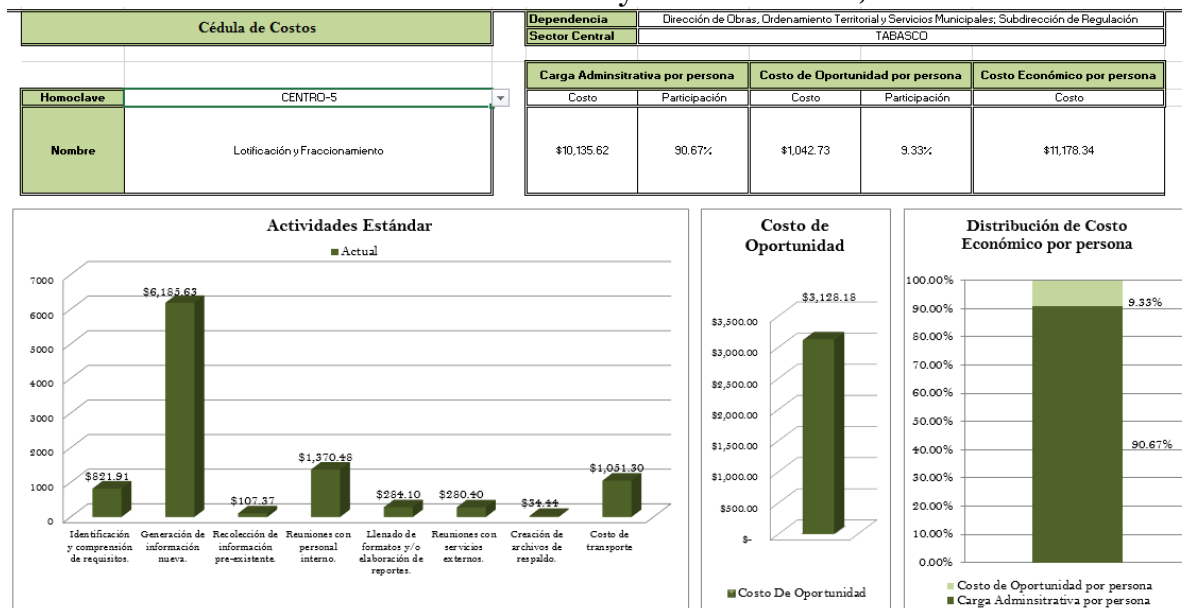 Cédula de Costos
Dependencia
Dirección de Obras, Ordenamiento Territorial y Servicios Municipales; Subdirección de Regulación
Sector Central
TABASCO
Homoclave
CENTRO-5
Nombre
Lotificación y Fraccionamiento
Carga Adminsitrativa por persona
Costo de Oportunidad por persona
Costo Económico por persona
Costo
Participación
Costo
Participación
Costo
$10,135.62
90.67%
$1,042.73
9.33%
$11,178.34
Actividades Estándar
Actual
7000
6000
5000
4000
3000
2000
1000
0
$821.91
$6,185.63
$107.37
$1,370.48
$284.10
$280.40
$34.44
$1,051.30
Identificación
y comprensión
de requisitos.
Generación de
información
nueva.
Recolección de
información
pre-existente.
Reuniones con
personal
interno.
Llenado de
formatos y/o
elaboración de
reportes.
Reuniones con
servicios
externos.
Creación de
archivos de
respaldo.
Costo de
transporte
Costo de
Oportunidad
$3,128.18
$3,500.00
$3,000.00
$2,500.00
$2,000.00
$1,500.00
$1,000.00
$500.00
$-
Costo De Oportunidad
Distribución de Costo
Económico por persona
100.00%
90.00%
80.00%
70.00%
60.00%
50.00%
40.00%
30.00%
20.00%
10.00%
0.00%
9.33%
90.67%
Costo de Oportunidad por persona
Carga Adminsitrativa por persona